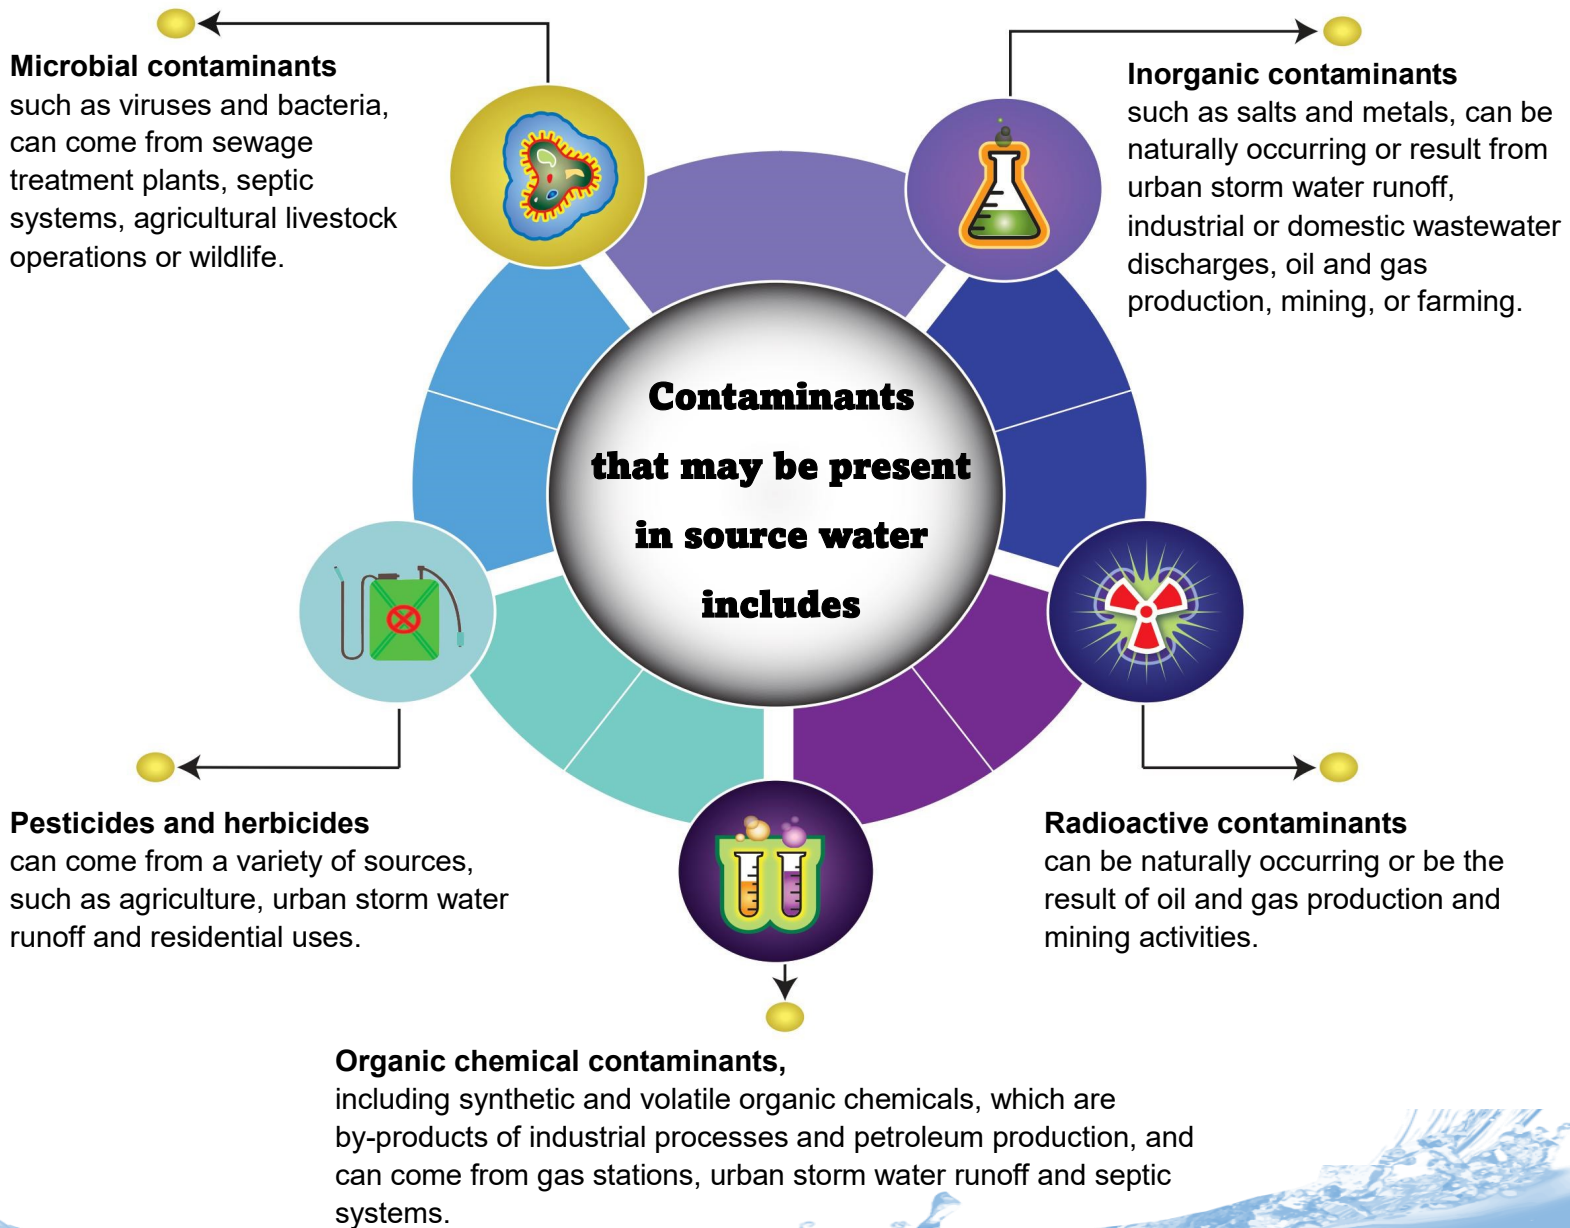 Microbial contaminants
such as viruses and bacteria,
can come from sewage
treatment plants, septic
systems, agricultural livestock
operations or wildlife.
Inorganic contaminants
such as salts and metals, can be
naturally occurring or result from
urban storm water runoff,
industrial or domestic wastewater
discharges, oil and gas
production, mining, or farming.
Contaminants
that may be present
in source water
includes
Pesticides and herbicides
can come from a variety of sources,
such as agriculture, urban storm water
runoff and residential uses.
Radioactive contaminants
can be naturally occurring or be the
result of oil and gas production and
mining activities.
Organic chemical contaminants,
including synthetic and volatile organic chemicals, which are
by-products of industrial processes and petroleum production, and
can come from gas stations, urban storm water runoff and septic
systems.